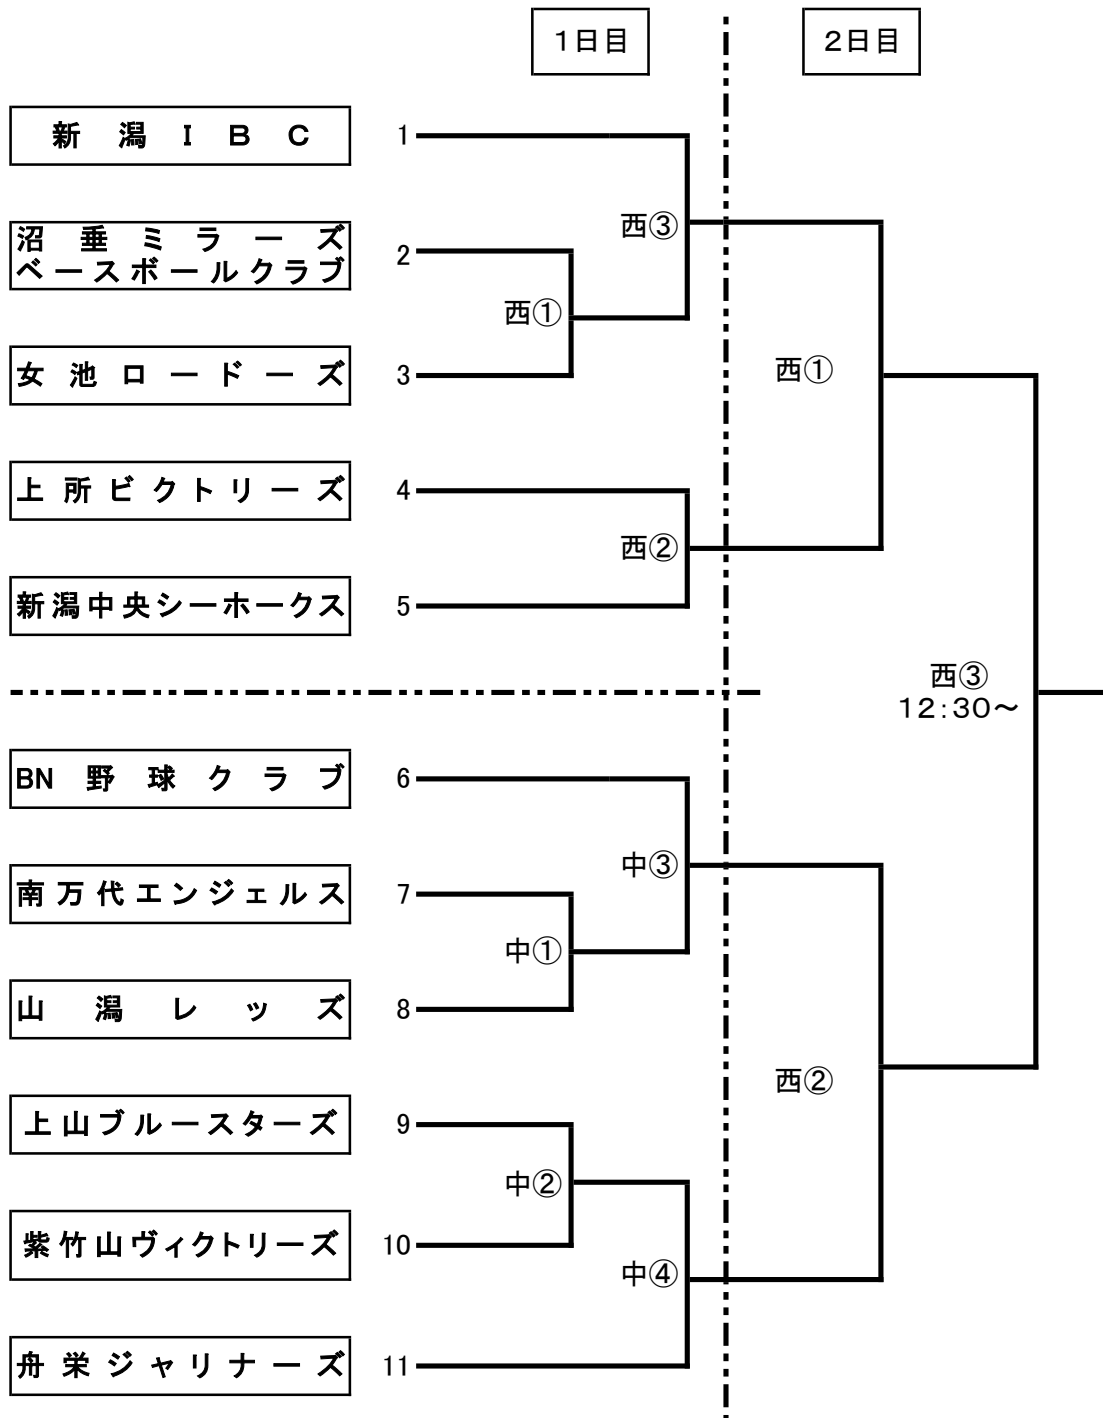 1日目
2日目
新潟IBC
1
西③
沼垂ミラーズ
ベースボールクラブ
2
西①
女池ロードーズ
3
西①
上所ビクトリーズ
4
西②
新潟中央シーホークス
5
西③
12:30～
BN野球クラブ
6
中③
南万代エンジェルス
7
中①
山潟レッズ
8
西②
上山ブルースターズ
9
中②
紫竹山ヴィクトリーズ
10
中④
舟栄ジャリナーズ
11